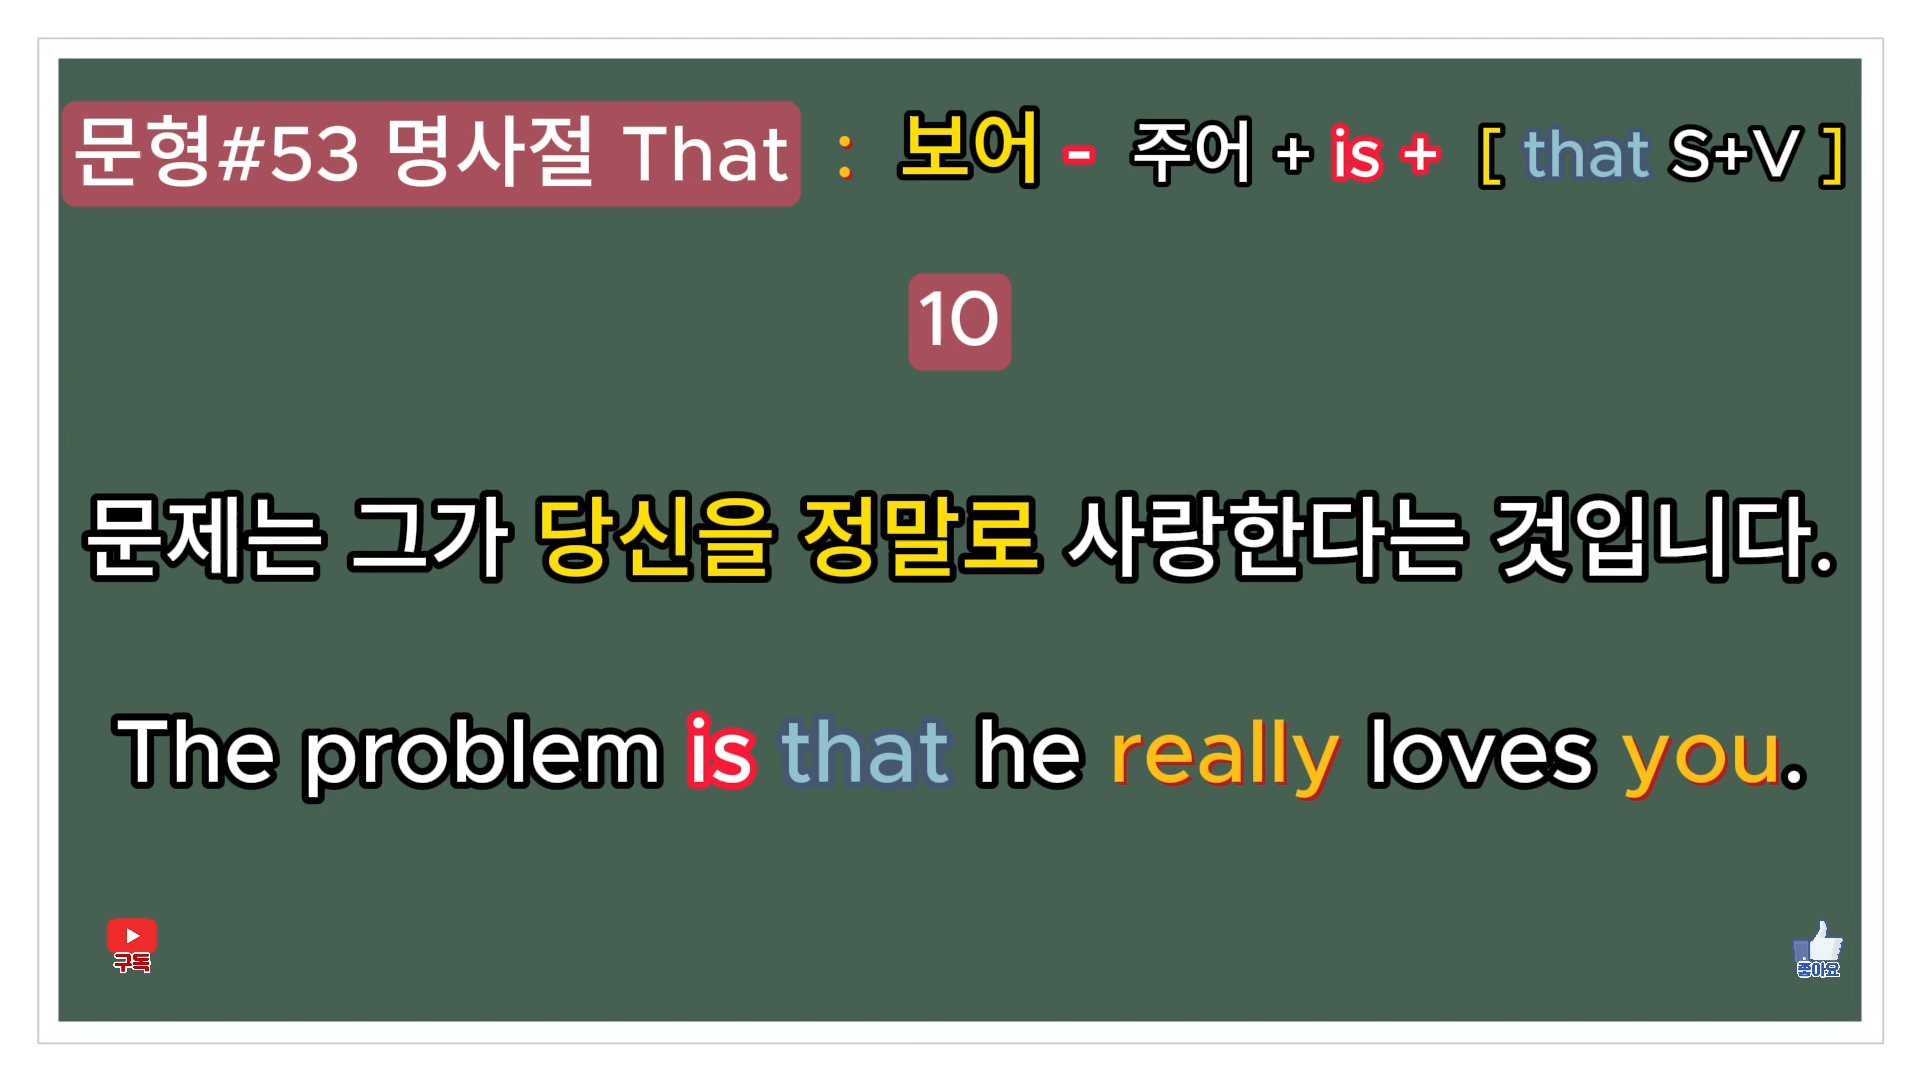 문형#53 명사절 That : 보어 - 주어 + is + [ that S+V ]
10
문제는 그가 당신을 정말로 사랑한다는 것입니다.
The problem is that he really loves you.
구독
좋아요